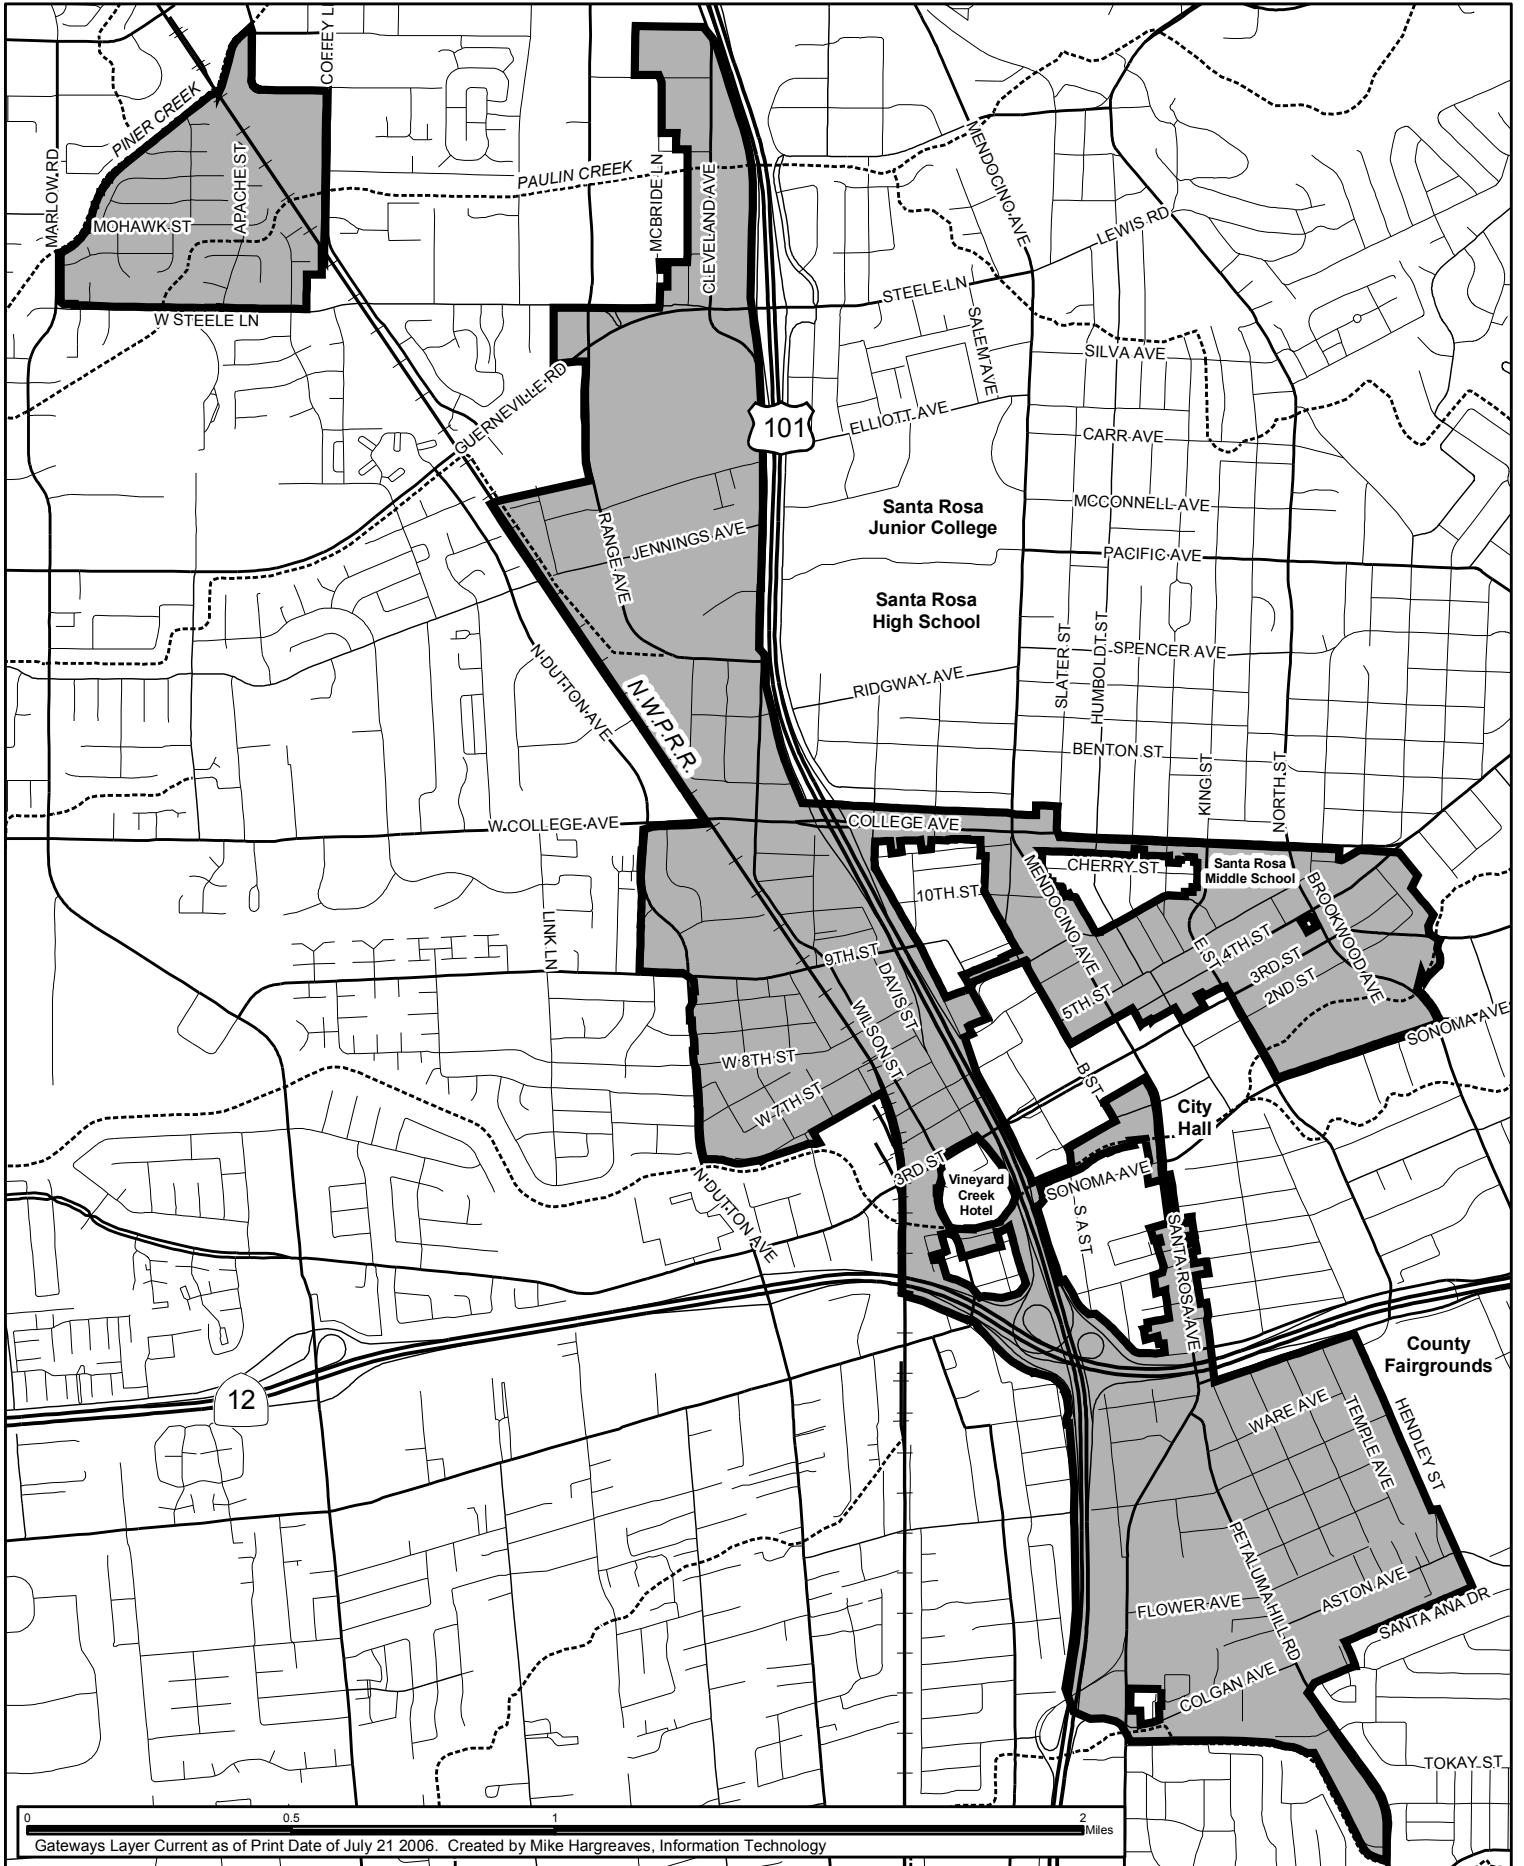 COFFEY L
PINER CREEK
MARLOW RD
APACHE ST
MOHAWK ST
W STEELE LN
PAULIN CREEK
MCBRIDE LN
CLEVELAND AVE
MENDOCINO AVE
LEWIS RD
STEELE LN
SALEM AVE
SILVA AVE
GUERNEVILLE RD
101
ELLIOTT AVE
CARR AVE
Santa Rosa
Junior College
MCCONNELL AVE
RANGE AVE
JENNINGS AVE
PACIFIC AVE
Santa Rosa
High School
SLATER ST
HUMBOLDT ST
SPENCER AVE
N DUTTON AVE
N.W.P.R.R.
RIDGWAY AVE
BENTON ST
KING ST
NORTH ST
W COLLEGE AVE
COLLEGE AVE
CHERRY ST
Santa Rosa
Middle School
10TH ST
MENDOCINO AVE
BROOKWOOD AVE
LINK LN
9TH ST
DAVIS ST
E ST
4TH ST
3RD ST
2ND ST
5TH ST
WILSON ST
SONOMA AVE
W 8TH ST
B ST
W 7TH ST
City
Hall
3RD ST
Vineyard
Creek
Hotel
SONOMA AVE
N DUTTON AVE
S A ST
SANTA ROSA AVE
County
Fairgrounds
12
WARE AVE
TEMPLE AVE
HENDLEY ST
PETALUMA HILL RD
FLOWER AVE
ASTON AVE
SANTA ANA DR
COLGAN AVE
TOKAY ST
0 0.5 1 2
Miles
Gateways Layer Current as of Print Date of July 21 2006. Created by Mike Hargreaves, Information Technology